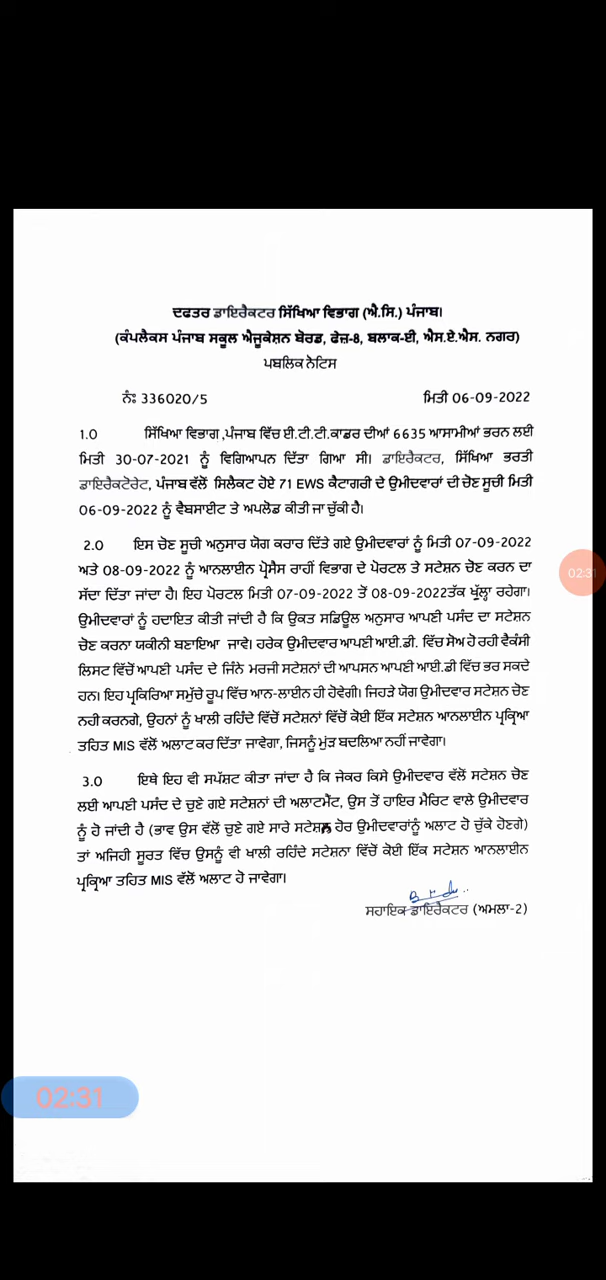 ਦਫਤਰ ਡਾਇਰੈਕਟਰ ਸਿੱਖਿਆ ਵਿਭਾਗ (ਐ.ਸਿ.) ਪੰਜਾਬ।
(ਕੰਪਲੈਕਸ ਪੰਜਾਬ ਸਕੂਲ ਐਜੂਕੇਸ਼ਨ ਬੋਰਡ, ਫੇਜ਼-8, ਬਲਾਕ-ਈ, ਐਸ.ਏ.ਐਸ. ਨਗਰ)
ਪਬਲਿਕ ਨੋਟਿਸ
ਨੰਃ 336020/5 ਮਿਤੀ 06-09-2022
1.0 ਸਿੱਖਿਆ ਵਿਭਾਗ ,ਪੰਜਾਬ ਵਿੱਚ ਈ.ਟੀ.ਟੀ.ਕਾਡਰ ਦੀਆਂ 6635 ਆਸਾਮੀਆਂ ਭਰਨ ਲਈ
ਮਿਤੀ 30-07-2021 ਨੂੰ ਵਿਗਿਆਪਨ ਦਿੱਤਾ ਗਿਆ ਸੀ। ਡਾਇਰੈਕਟਰ, ਸਿੱਖਿਆ ਭਰਤੀ
ਡਾਇਰੈਕਟੋਰੇਟ, ਪੰਜਾਬ ਵੱਲੋਂ ਸਿਲੈਕਟ ਹੋਏ 71 EWS ਕੈਟਾਗਰੀ ਦੇ ਉਮੀਦਵਾਰਾਂ ਦੀ ਚੋਣ ਸੂਚੀ ਮਿਤੀ
06-09-2022 ਨੂੰ ਵੈਬਸਾਈਟ ਤੇ ਅਪਲੋਡ ਕੀਤੀ ਜਾ ਚੁੱਕੀ ਹੈ।
2.0 ਇਸ ਚੋਣ ਸੂਚੀ ਅਨੁਸਾਰ ਯੋਗ ਕਰਾਰ ਦਿੱਤੇ ਗਏ ਉਮੀਦਵਾਰਾਂ ਨੂੰ ਮਿਤੀ 07-09-2022
ਅਤੇ 08-09-2022 ਨੂੰ ਆਨਲਾਈਨ ਪ੍ਰੋਸੈਸ ਰਾਹੀਂ ਵਿਭਾਗ ਦੇ ਪੋਰਟਲ ਤੇ ਸਟੇਸ਼ਨ ਚੋਣ ਕਰਨ ਦਾ
ਸੱਦਾ ਦਿੱਤਾ ਜਾਂਦਾ ਹੈ। ਇਹ ਪੋਰਟਲ ਮਿਤੀ 07-09-2022 ਤੋਂ 08-09-2022ਤੱਕ ਖੁੱਲ੍ਹਾ ਰਹੇਗਾ।
ਉਮੀਦਵਾਰਾਂ ਨੂੰ ਹਦਾਇਤ ਕੀਤੀ ਜਾਂਦੀ ਹੈ ਕਿ ਉਕਤ ਸਡਿਊਲ ਅਨੁਸਾਰ ਆਪਣੀ ਪਸੰਦ ਦਾ ਸਟੇਸ਼ਨ
ਚੋਣ ਕਰਨਾ ਯਕੀਨੀ ਬਣਾਇਆ ਜਾਵੇ। ਹਰੇਕ ਉਮੀਦਵਾਰ ਆਪਣੀ ਆਈ.ਡੀ. ਵਿੱਚ ਸ਼ੋਅ ਹੋ ਰਹੀ ਵੈਕੰਸੀ
ਲਿਸਟ ਵਿੱਚੋਂ ਆਪਣੀ ਪਸੰਦ ਦੇ ਜਿੰਨੇ ਮਰਜੀ ਸਟੇਸ਼ਨਾਂ ਦੀ ਆਪਸ਼ਨ ਆਪਣੀ ਆਈ.ਡੀ ਵਿੱਚ ਭਰ ਸਕਦੇ
ਹਨ। ਇਹ ਪ੍ਰਕਿਰਿਆ ਸਮੁੱਚੇ ਰੂਪ ਵਿੱਚ ਆਨ-ਲਾਈਨ ਹੀ ਹੋਵੇਗੀ। ਜਿਹੜੇ ਯੋਗ ਉਮੀਦਵਾਰ ਸਟੇਸ਼ਨ ਚੋਣ
ਨਹੀ ਕਰਨਗੇ, ਉਹਨਾਂ ਨੂੰ ਖਾਲੀ ਰਹਿੰਦੇ ਵਿੱਚੋਂ ਸਟੇਸ਼ਨਾਂ ਵਿੱਚੋਂ ਕੋਈ ਇੱਕ ਸਟੇਸ਼ਨ ਆਨਲਾਈਨ ਪ੍ਰਕ੍ਰਿਆ
ਤਹਿਤ MIS ਵੱਲੋਂ ਅਲਾਟ ਕਰ ਦਿੱਤਾ ਜਾਵੇਗਾ, ਜਿਸਨੂੰ ਮੁੜ ਬਦਲਿਆ ਨਹੀਂ ਜਾਵੇਗਾ।
3.0 ਇਥੇ ਇਹ ਵੀ ਸਪੱਸ਼ਟ ਕੀਤਾ ਜਾਂਦਾ ਹੈ ਕਿ ਜੇਕਰ ਕਿਸੇ ਉਮੀਦਵਾਰ ਵੱਲੋਂ ਸਟੇਸ਼ਨ ਚੋਣ
ਲਈ ਆਪਣੀ ਪਸੰਦ ਦੇ ਚੁਣੇ ਗਏ ਸਟੇਸ਼ਨਾਂ ਦੀ ਅਲਾਟਮੈਂਟ, ਉਸ ਤੋਂ ਹਾਇਰ ਮੈਰਿਟ ਵਾਲੇ ਉਮੀਦਵਾਰ
ਨੂੰ ਹੋ ਜਾਂਦੀ ਹੈ (ਭਾਵ ਉਸ ਵੱਲੋਂ ਚੁਣੇ ਗਏ ਸਾਰੇ ਸਟੇਸ਼ਨ ਹੋਰ ਉਮੀਦਵਾਰਾਂਨੂੰ ਅਲਾਟ ਹੋ ਚੁੱਕੇ ਹੋਣਗੇ)
ਤਾਂ ਅਜਿਹੀ ਸੂਰਤ ਵਿੱਚ ਉਸਨੂੰ ਵੀ ਖਾਲੀ ਰਹਿੰਦੇ ਸਟੇਸ਼ਨਾ ਵਿੱਚੋਂ ਕੋਈ ਇੱਕ ਸਟੇਸ਼ਨ ਆਨਲਾਈਨ
ਪ੍ਰਕ੍ਰਿਆ ਤਹਿਤ MIS ਵੱਲੋਂ ਅਲਾਟ ਹੋ ਜਾਵੇਗਾ।
ਸਹਾਇਕ ਡਾਇਰੈਕਟਰ (ਅਮਲਾ-2)
02:31
02:31